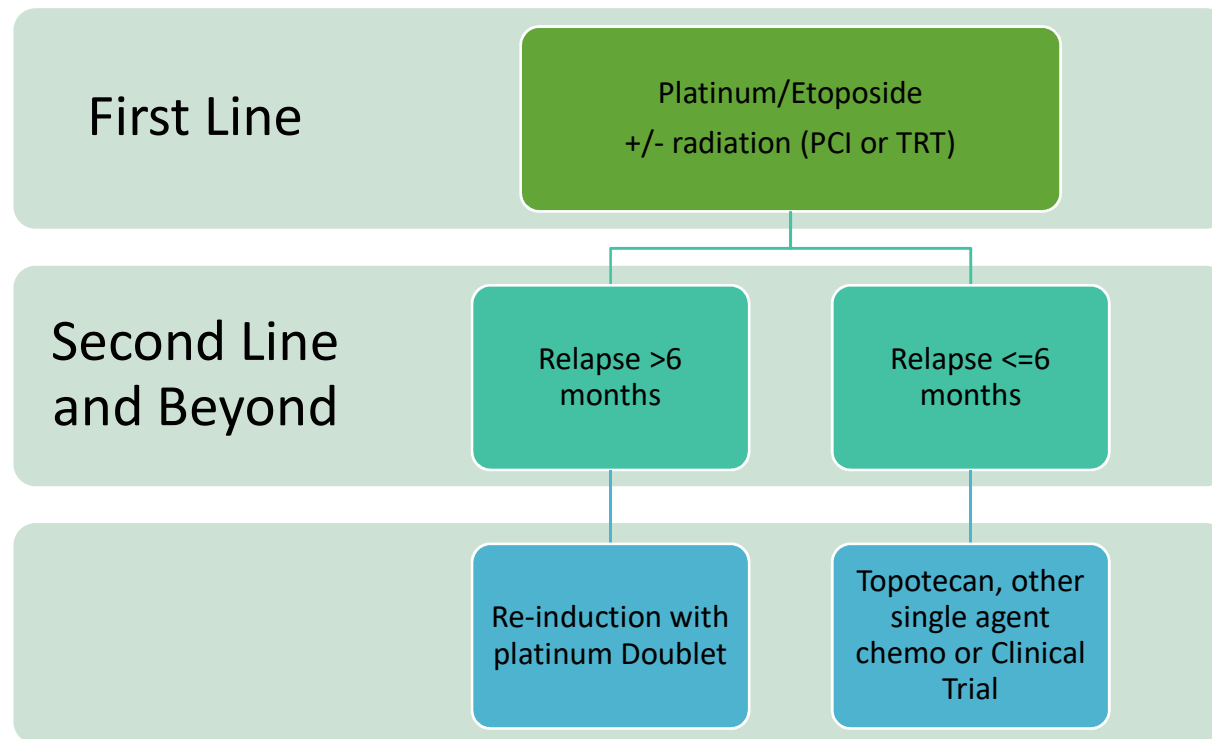 First Line
Platinum/Etoposide
+/- radiation (PCI or TRT)
Second Line
and Beyond
Relapse >6
months
Relapse <=6
months
Re-induction with
platinum Doublet
Topotecan, other
single agent
chemo or Clinical
Trial